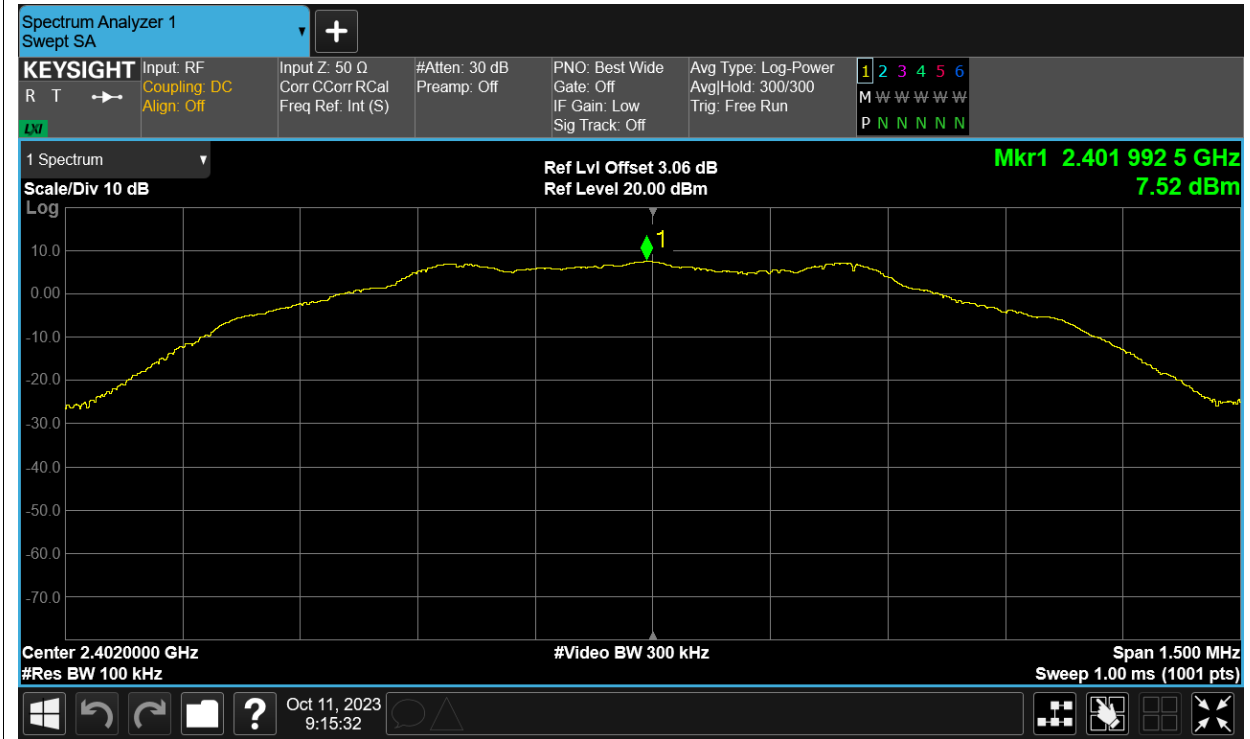 Spectrum Analyzer 1
Swept SA
KEYSIGHT
R T
LXI
Input: RF
Coupling: DC
Align: Off
Input Z: 50 Ω
Corr CCorr RCal
Freq Ref: Int (S)
#Atten: 30 dB
Preamp: Off
PNO: Best Wide
Gate: Off
IF Gain: Low
Sig Track: Off
Avg Type: Log-Power
Avg|Hold: 300/300
Trig: Free Run
1 2 3 4 5 6
M W W W W W
P N N N N N
1 Spectrum
Scale/Div 10 dB
Log
Ref Lvl Offset 3.06 dB
Ref Level 20.00 dBm
Mkr1 2.401 992 5 GHz
7.52 dBm
1
10.0
0.00
-10.0
-20.0
-30.0
-40.0
-50.0
-60.0
-70.0
Center 2.4020000 GHz
#Res BW 100 kHz
#Video BW 300 kHz
Span 1.500 MHz
Sweep 1.00 ms (1001 pts)
?
Oct 11, 2023
9:15:32